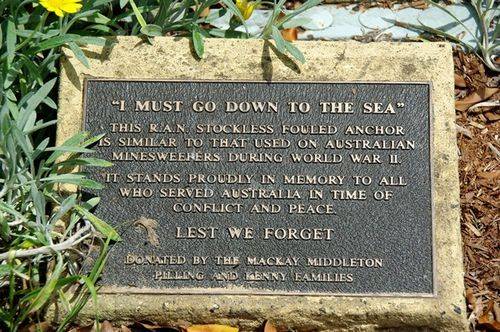 "I MUST GO DOWN TO THE SEA"
THIS R.A.N. STOCKLESS FOULED ANCHOR
IS SIMILAR TO THAT USED ON AUSTRALIAN
MINESWEEPERS DURING WORLD WAR II.
IT STANDS PROUDLY IN MEMORY TO ALL
WHO SERVED AUSTRALIA IN TIME OF
CONFLICT AND PEACE.
LEST WE FORGET
DONATED BY THE MACKAY MIDDLETON
PILLING AND KENNY FAMILIES